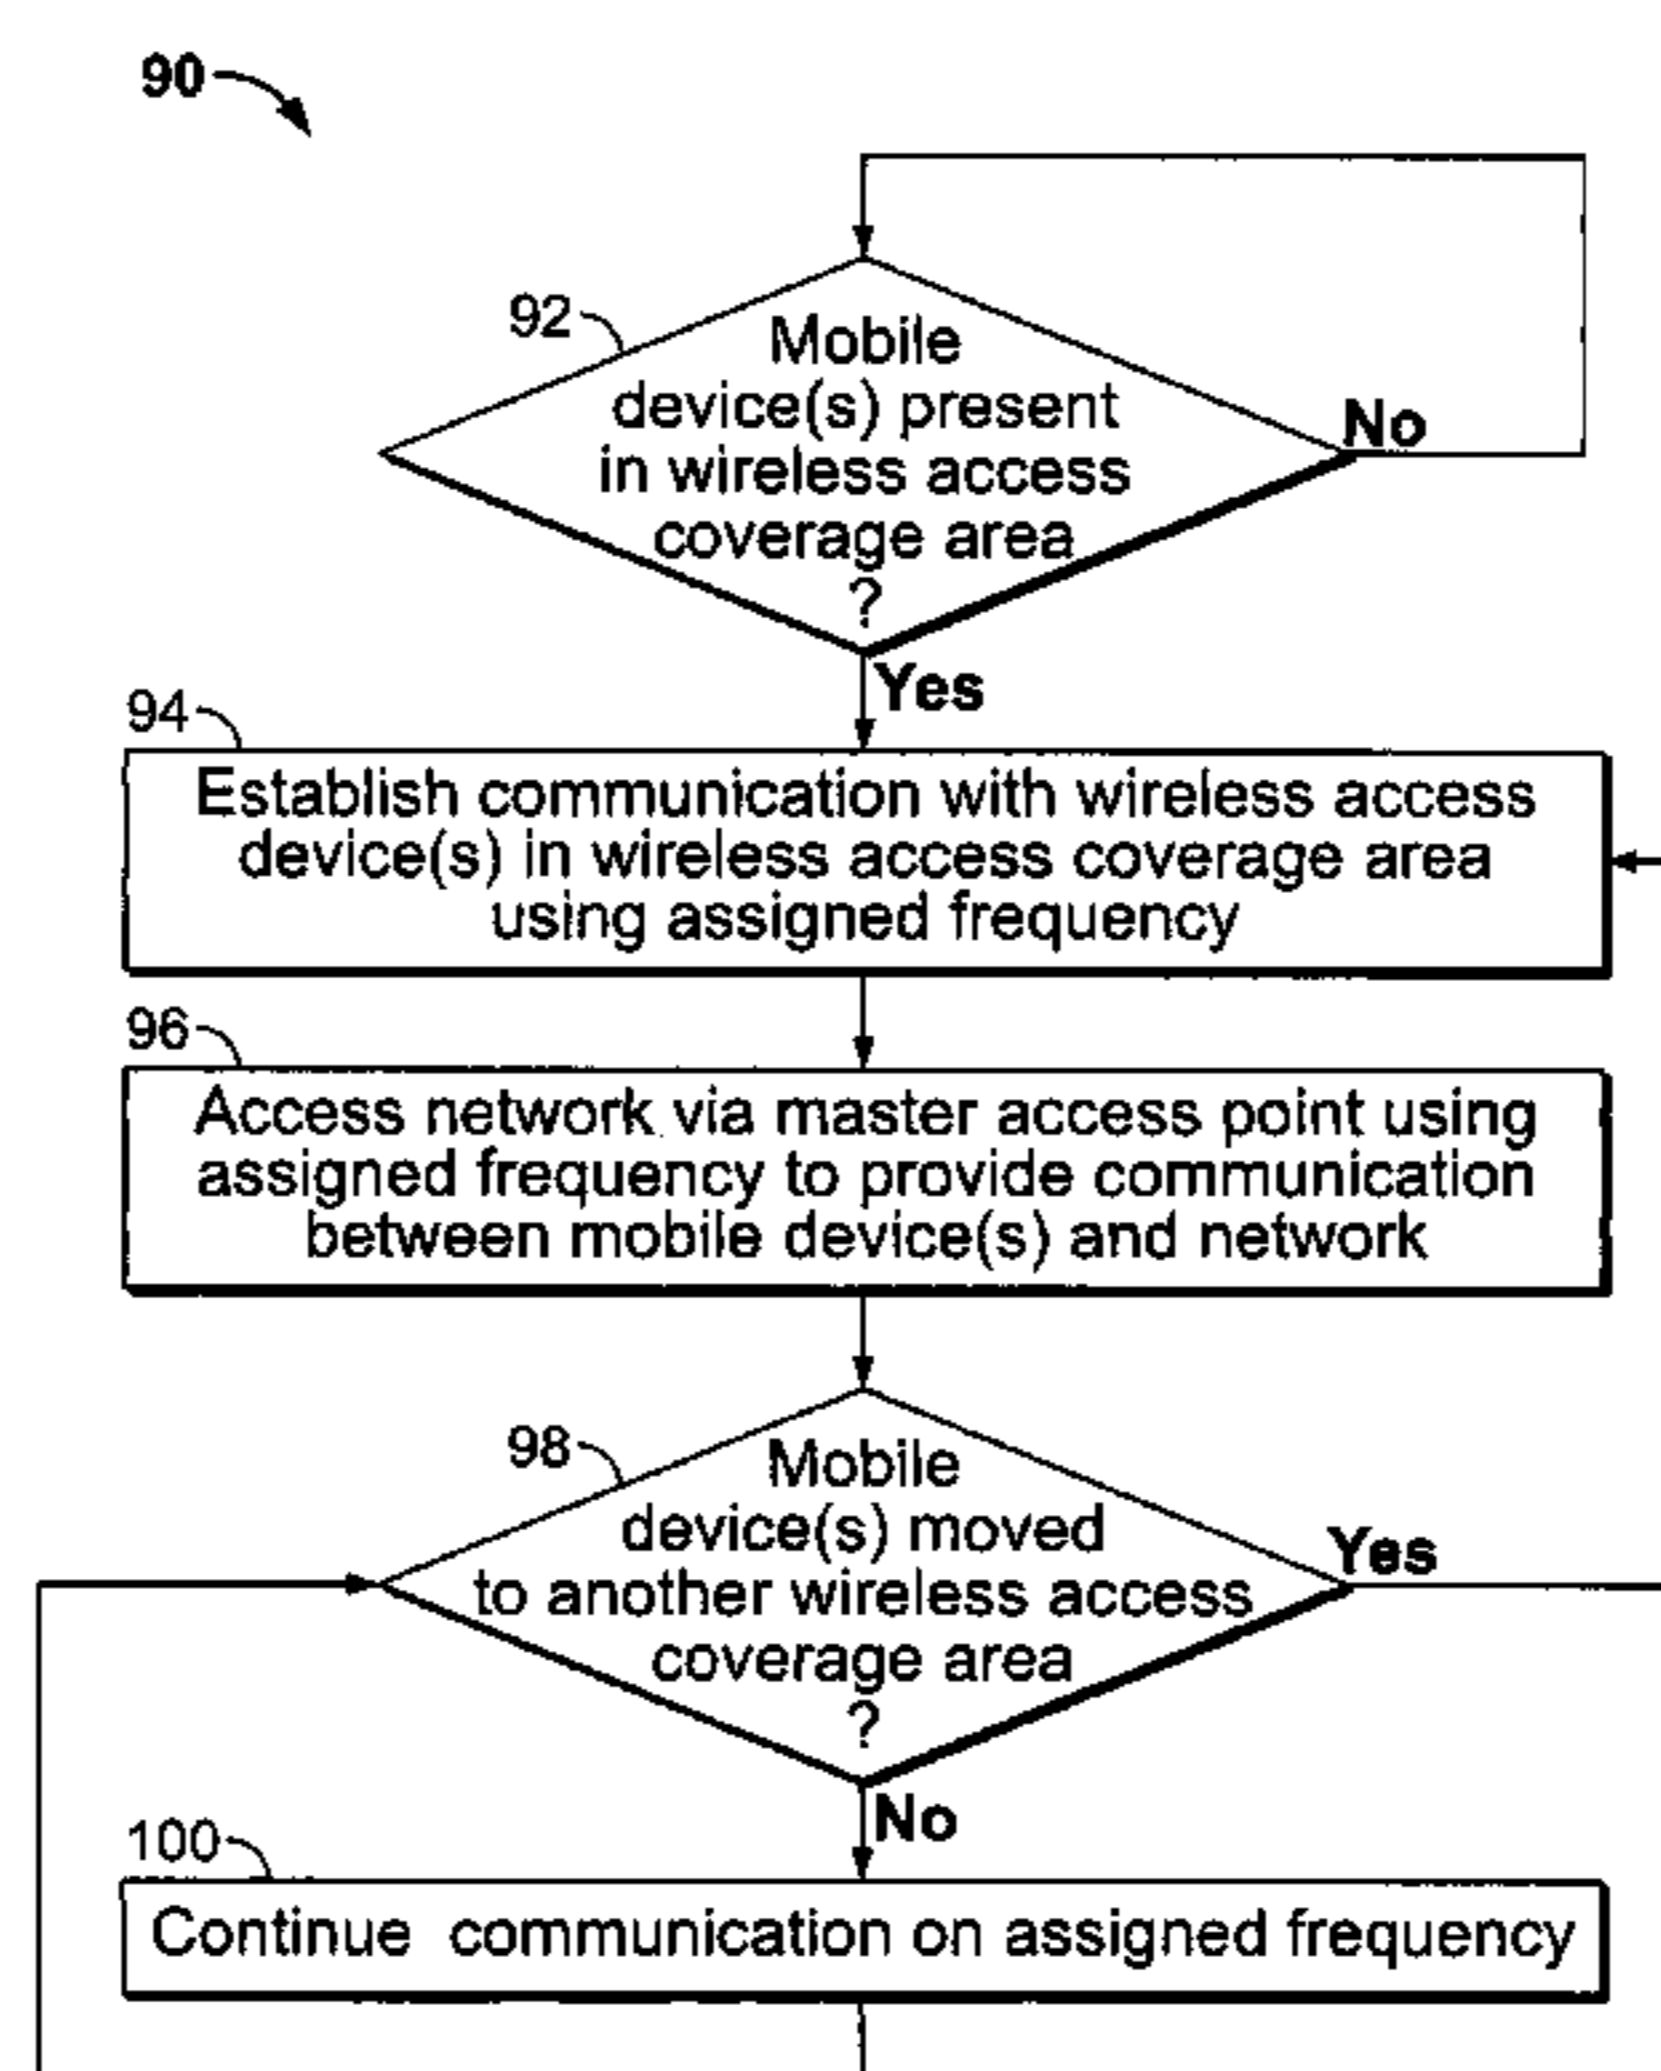 90
92
Mobile
device(s) present
in wireless access
coverage area
?
No
Yes
94
Establish communication with wireless access
device(s) in wireless access coverage area
using assigned frequency
96
Access network via master access point using
assigned frequency to provide communication
between mobile device(s) and network
98
Mobile
device(s) moved
to another wireless access
coverage area
?
Yes
No
100
Continue communication on assigned frequency